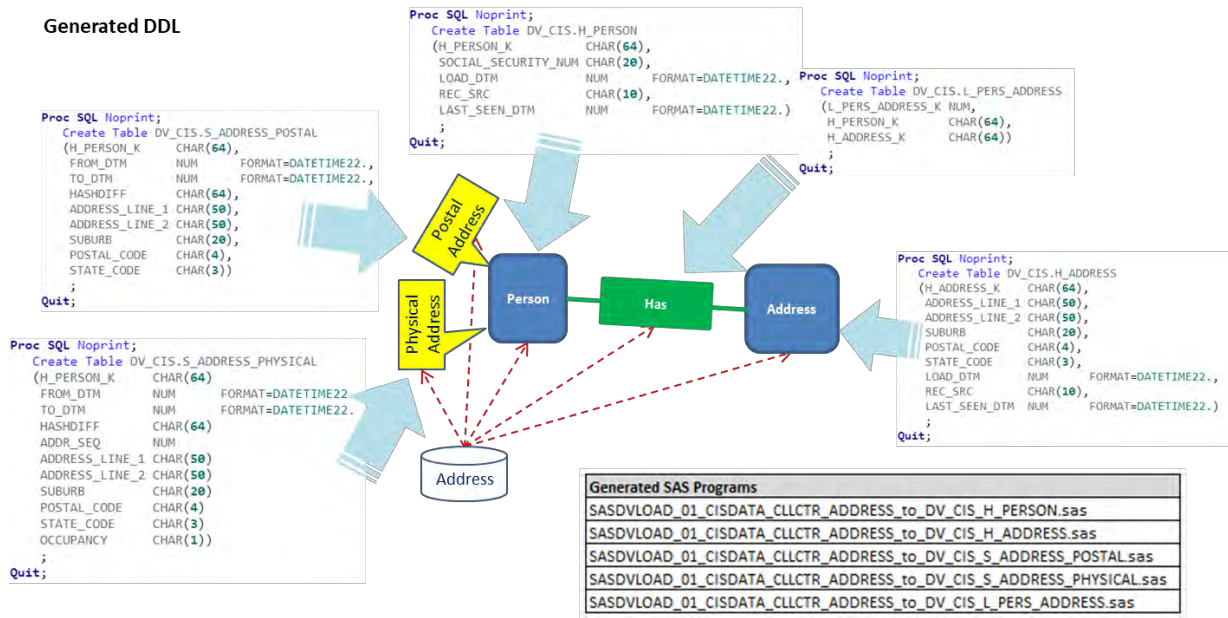 Generated DDL
Proc SQL Noprint;
Create Table DV_CIS.H_PERSON
(H_PERSON_K CHAR(64),
SOCIAL_SECURITY_NUM CHAR(20),
LOAD_DTM NUM FORMAT=DATETIME22.,
REC_SRC CHAR(10),
LAST_SEEN_DTM NUM FORMAT=DATETIME22.)
;
Quit;
Proc SQL Noprint;
Create Table DV_CIS.L_PERS_ADDRESS
(L_PERS_ADDRESS_K NUM,
H_PERSON_K CHAR(64),
H_ADDRESS_K CHAR(64))
;
Quit;
Proc SQL Noprint;
Create Table DV_CIS.S_ADDRESS_POSTAL
(H_PERSON_K CHAR(64),
FROM_DTM NUM FORMAT=DATETIME22.,
TO_DTM NUM FORMAT=DATETIME22.,
HASHDIFF CHAR(64),
ADDRESS_LINE_1 CHAR(50),
ADDRESS_LINE_2 CHAR(50),
SUBURB CHAR(20),
POSTAL_CODE CHAR(4),
STATE_CODE CHAR(3))
;
Quit;
Postal
Address
Physical
Address
Person
Has
Address
Proc SQL Noprint;
Create Table DV_CIS.H_ADDRESS
(H_ADDRESS_K CHAR(64),
ADDRESS_LINE_1 CHAR(50),
ADDRESS_LINE_2 CHAR(50),
SUBURB CHAR(20),
POSTAL_CODE CHAR(4),
STATE_CODE CHAR(3),
LOAD_DTM NUM FORMAT=DATETIME22.,
REC_SRC CHAR(10),
LAST_SEEN_DTM NUM FORMAT=DATETIME22.)
;
Quit;
Proc SQL Noprint;
Create Table DV_CIS.S_ADDRESS_PHYSICAL
(H_PERSON_K CHAR(64)
FROM_DTM NUM FORMAT=DATETIME22
TO_DTM NUM FORMAT=DATETIME22.
HASHDIFF CHAR(64)
ADDR_SEQ NUM
ADDRESS_LINE_1 CHAR(50)
ADDRESS_LINE_2 CHAR(50)
SUBURB CHAR(20)
POSTAL_CODE CHAR(4)
STATE_CODE CHAR(3)
OCCUPANCY CHAR(1))
;
Quit;
Address
Generated SAS Programs
SASDVLOAD_01_CISDATA_CLLCTR_ADDRESS_to_DV_CIS_H_PERSON.sas
SASDVLOAD_01_CISDATA_CLLCTR_ADDRESS_to_DV_CIS_H_ADDRESS.sas
SASDVLOAD_01_CISDATA_CLLCTR_ADDRESS_to_DV_CIS_S_ADDRESS_POSTAL.sas
SASDVLOAD_01_CISDATA_CLLCTR_ADDRESS_to_DV_CIS_S_ADDRESS_PHYSICAL.sas
SASDVLOAD_01_CISDATA_CLLCTR_ADDRESS_to_DV_CIS_L_PERS_ADDRESS.sas